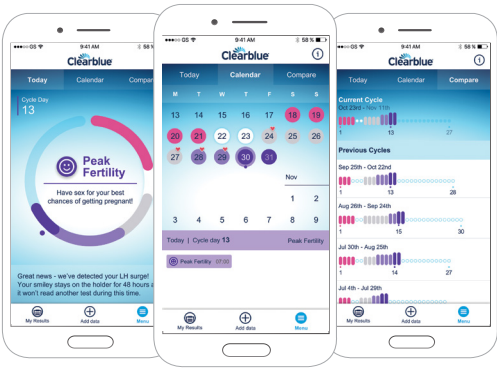 GS 9:41 AM 58 %
Clearblue
Today Calendar Compar
Cycle Day
13
Peak
Fertility
Have sex for your best
chances of getting pregnant!
Great news - we've detected your LH surge!
Your smiley stays on the holder for 48 hours a
it won't read another test during this time.
My Results Add data Menu
GS 9:41 AM 58 %
Clearblue i
Today Calendar Compare
M T W T F S S
13 14 15 16 17 18 19
20 21 22 23 24 25 26
27 28 29 30 31
Nov
1 2
3 4 5 6 7 8 9
Today | Cycle day 13 Peak Fertility
Peak Fertility 07:00
My Results Add data Menu
GS 9:41 AM 58 %
Clearblue i
Today Calendar Compare
Current Cycle
Oct 23rd - Nov 11th
1 13 27
Previous Cycles
Sep 25th - Oct 22nd
1 13 28
Aug 26th - Sep 24th
1 15 30
Jul 30th - Aug 25th
1 14 27
Jul 4th - Jul 29th
My Results Add data Menu